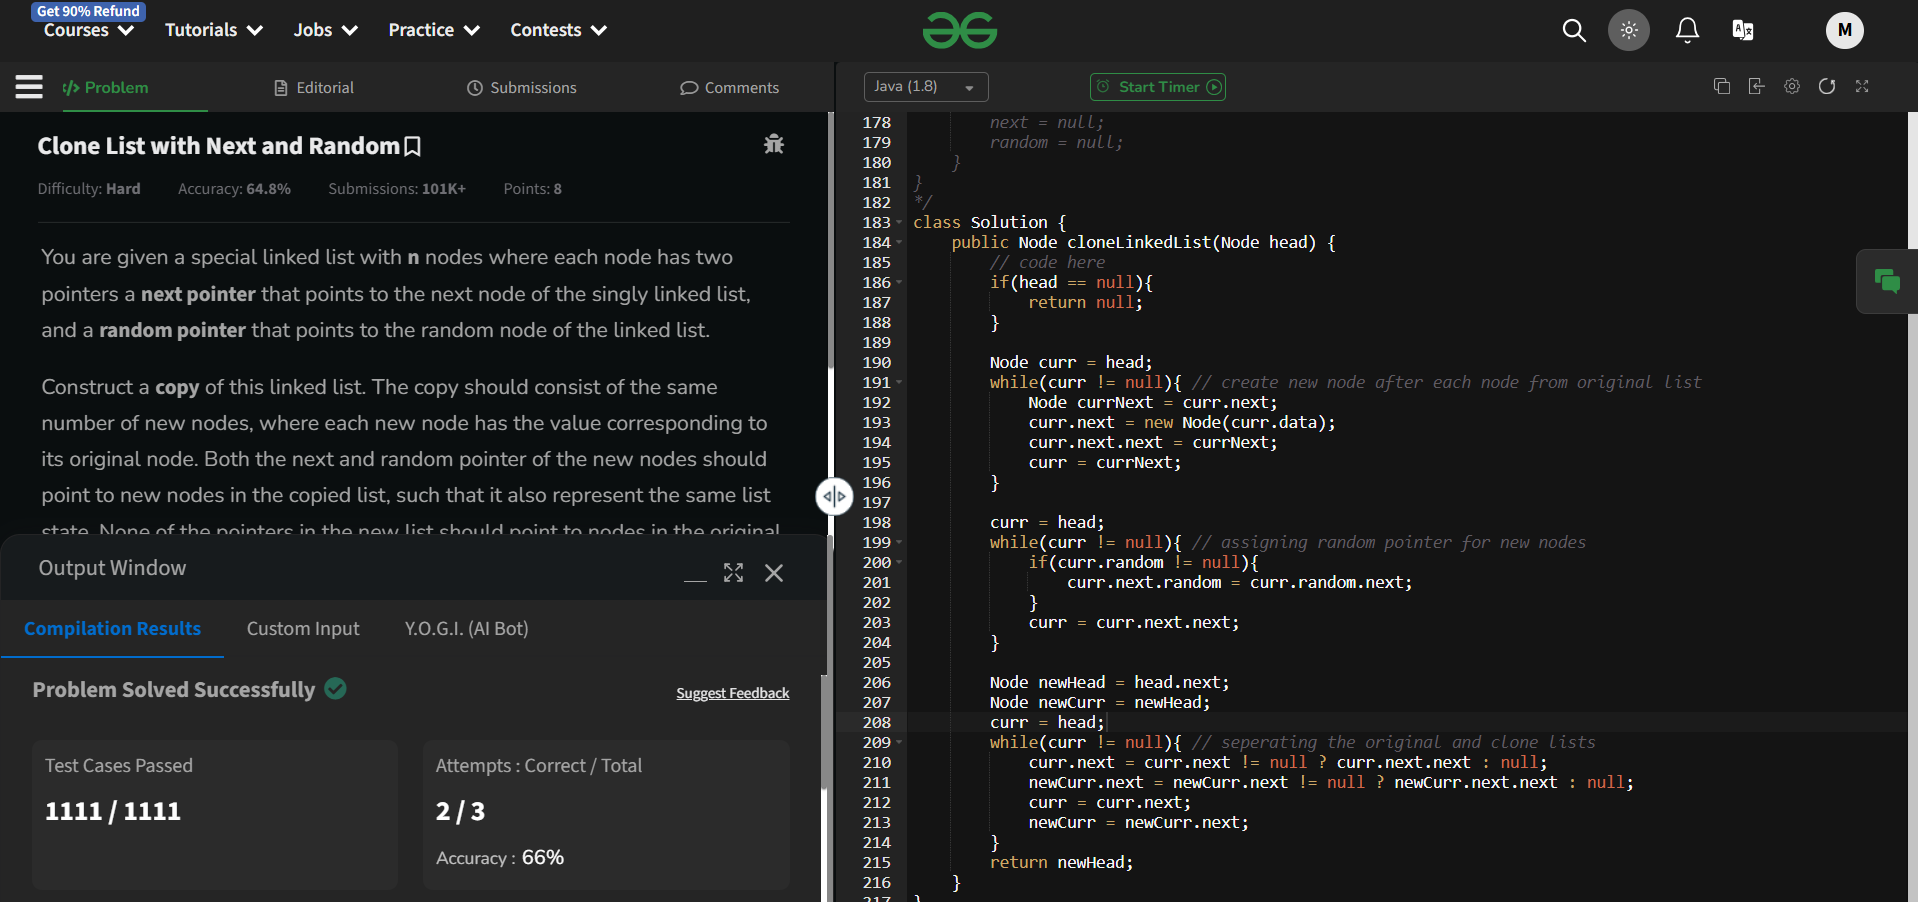 Get 90% Refund
Courses Tutorials Jobs Practice Contests
M
Problem Editorial Submissions Comments
Clone List with Next and Random
Difficulty: Hard Accuracy: 64.8% Submissions: 101K+ Points: 8
You are given a special linked list with n nodes where each node has two
pointers a next pointer that points to the next node of the singly linked list,
and a random pointer that points to the random node of the linked list.
Construct a copy of this linked list. The copy should consist of the same
number of new nodes, where each new node has the value corresponding to
its original node. Both the next and random pointer of the new nodes should
point to new nodes in the copied list, such that it also represent the same list
state. None of the pointers in the new list should point to nodes in the original
Output Window
Compilation Results Custom Input Y.O.G.I. (AI Bot)
Problem Solved Successfully
Suggest Feedback
Test Cases Passed
1111 / 1111
Attempts : Correct / Total
2 / 3
Accuracy : 66%
Java (1.8) Start Timer
178 next = null;
179 random = null;
180 }
181 }
182 */
183 class Solution {
184 public Node cloneLinkedList(Node head) {
185 // code here
186 if(head == null){
187 return null;
188 }
189
190 Node curr = head;
191 while(curr != null){ // create new node after each node from original list
192 Node currNext = curr.next;
193 curr.next = new Node(curr.data);
194 curr.next.next = currNext;
195 curr = currNext;
196 }
197
198 curr = head;
199 while(curr != null){ // assigning random pointer for new nodes
200 if(curr.random != null){
201 curr.next.random = curr.random.next;
202 }
203 curr = curr.next.next;
204 }
205
206 Node newHead = head.next;
207 Node newCurr = newHead;
208 curr = head;
209 while(curr != null){ // seperating the original and clone lists
210 curr.next = curr.next != null ? curr.next.next : null;
211 newCurr.next = newCurr.next != null ? newCurr.next.next : null;
212 curr = curr.next;
213 newCurr = newCurr.next;
214 }
215 return newHead;
216 }
217 }